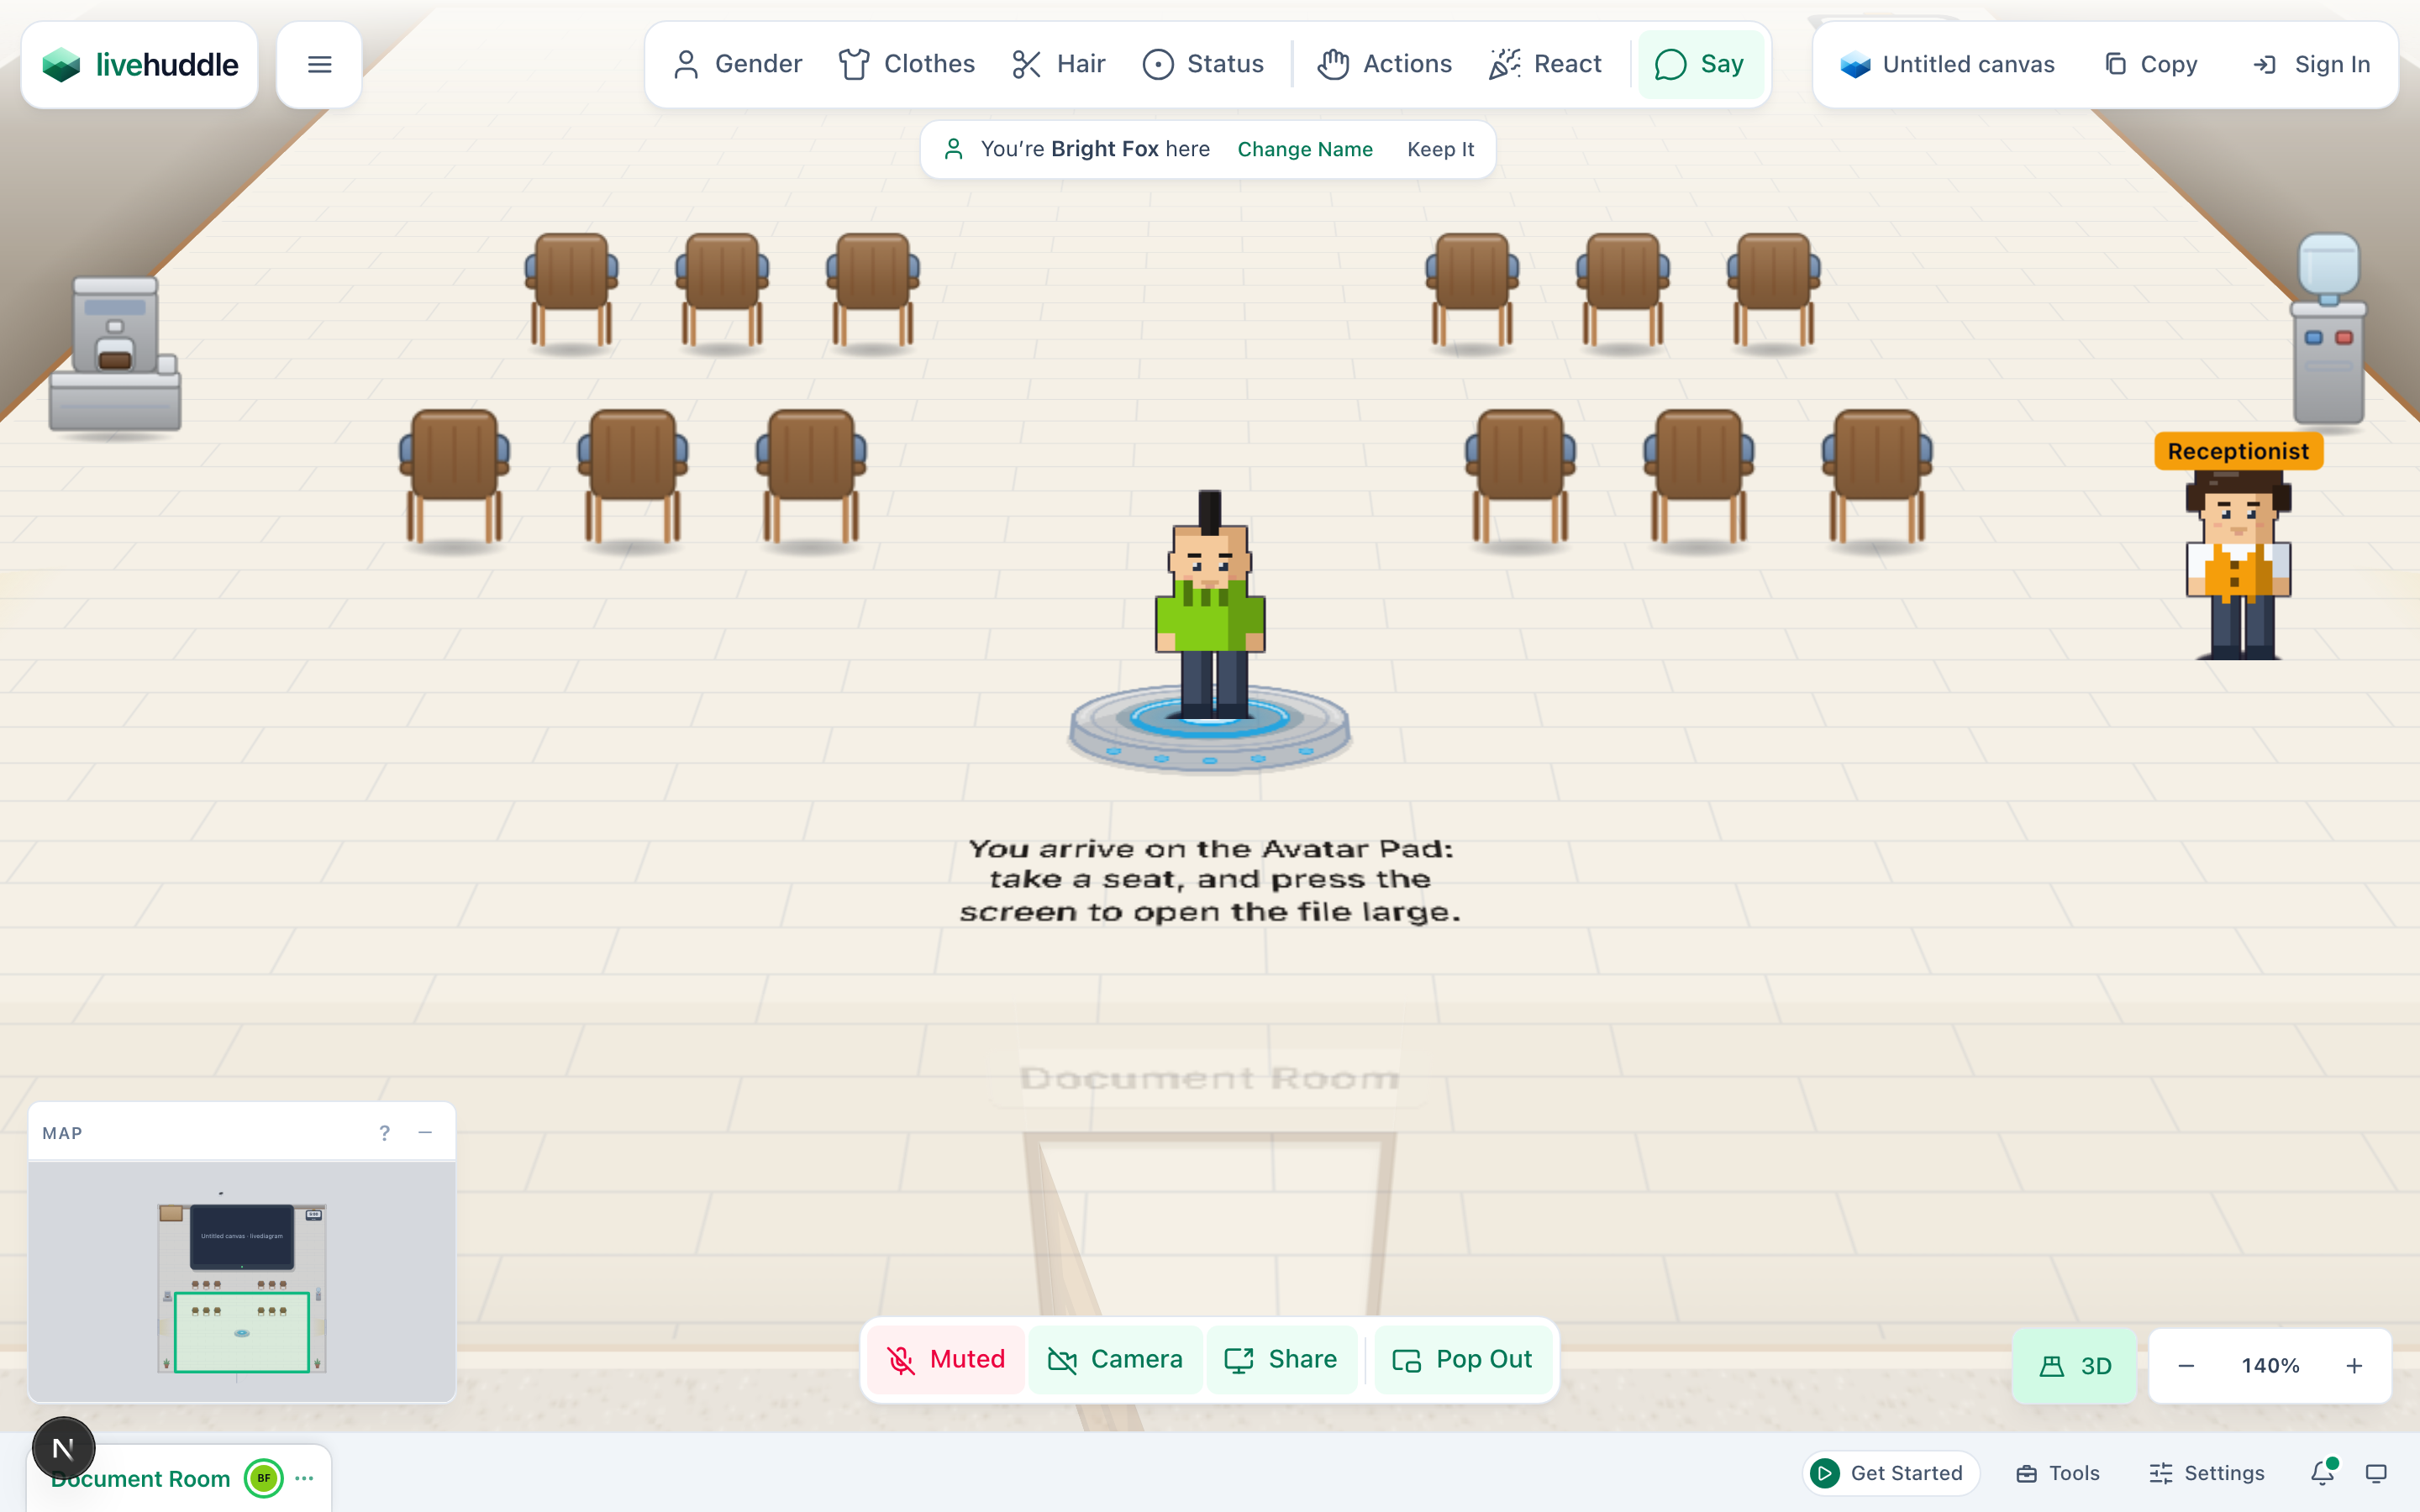 livehuddle
Gender
Clothes
Hair
Status
Actions
React
Say
Untitled canvas
Copy
Sign In
You're Bright Fox here
Change Name
Keep It
Receptionist
You arrive on the Avatar Pad:
take a seat, and press the
screen to open the file large.
Document Room
MAP
?
Untitled canvas - livediagram
Muted
Camera
Share
Pop Out
3D
− 140% +
N
Document Room
BF
Get Started
Tools
Settings